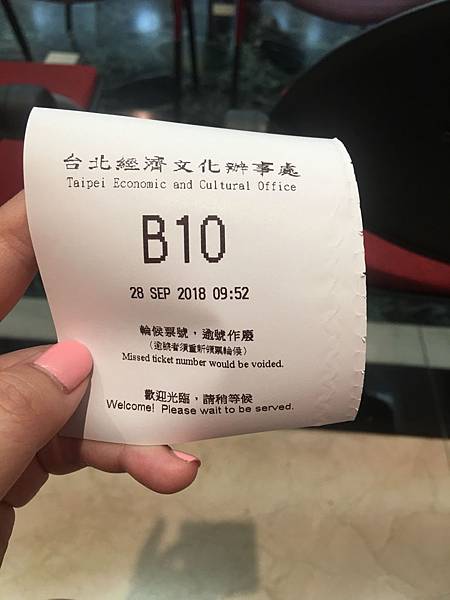 台北經濟文化辦事處
Taipei Economic and Cultural Office
B10
28 SEP 2018 09:52
輪候票號，逾號作廢
（逾號者須重新領票輪候）
Missed ticket number would be voided.
歡迎光臨，請稍等候
Welcome! Please wait to be served.